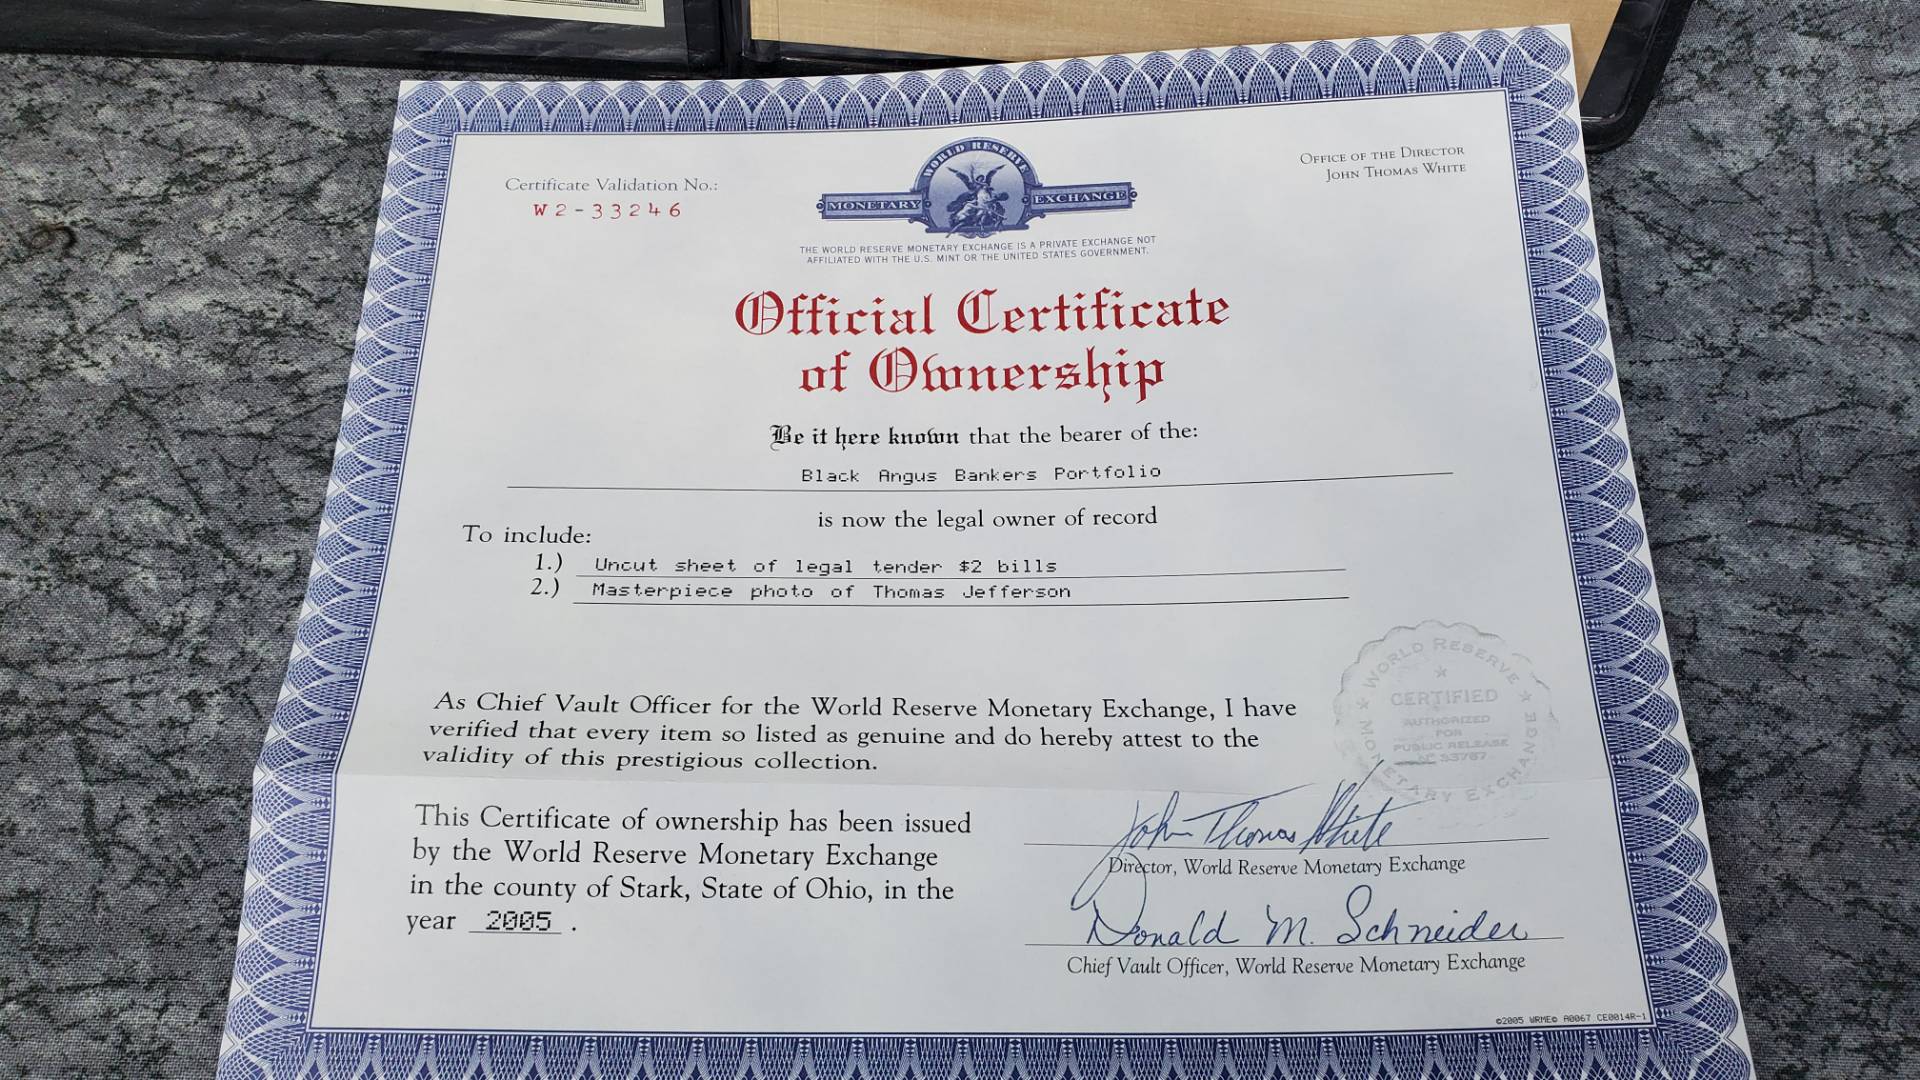 Certificate Validation No.:
W2-33246
WORLD RESERVE
MONETARY EXCHANGE
THE WORLD RESERVE MONETARY EXCHANGE IS A PRIVATE EXCHANGE NOT
AFFILIATED WITH THE U.S. MINT OR THE UNITED STATES GOVERNMENT.
OFFICE OF THE DIRECTOR
JOHN THOMAS WHITE
Official Certificate
of Ownership
Be it here known that the bearer of the:
Black Angus Bankers Portfolio
is now the legal owner of record
To include:
1.) Uncut sheet of legal tender $2 bills
2.) Masterpiece photo of Thomas Jefferson
As Chief Vault Officer for the World Reserve Monetary Exchange, I have
verified that every item so listed as genuine and do hereby attest to the
validity of this prestigious collection.
WORLD RESERVE
MONETARY EXCHANGE
CERTIFIED
AUTHORIZED
FOR
PUBLIC RELEASE
This Certificate of ownership has been issued
by the World Reserve Monetary Exchange
in the county of Stark, State of Ohio, in the
year 2005 .
John Thomas White
Director, World Reserve Monetary Exchange
Donald M. Schneider
Chief Vault Officer, World Reserve Monetary Exchange
©2005 WRME© A0067 CE0014R-1